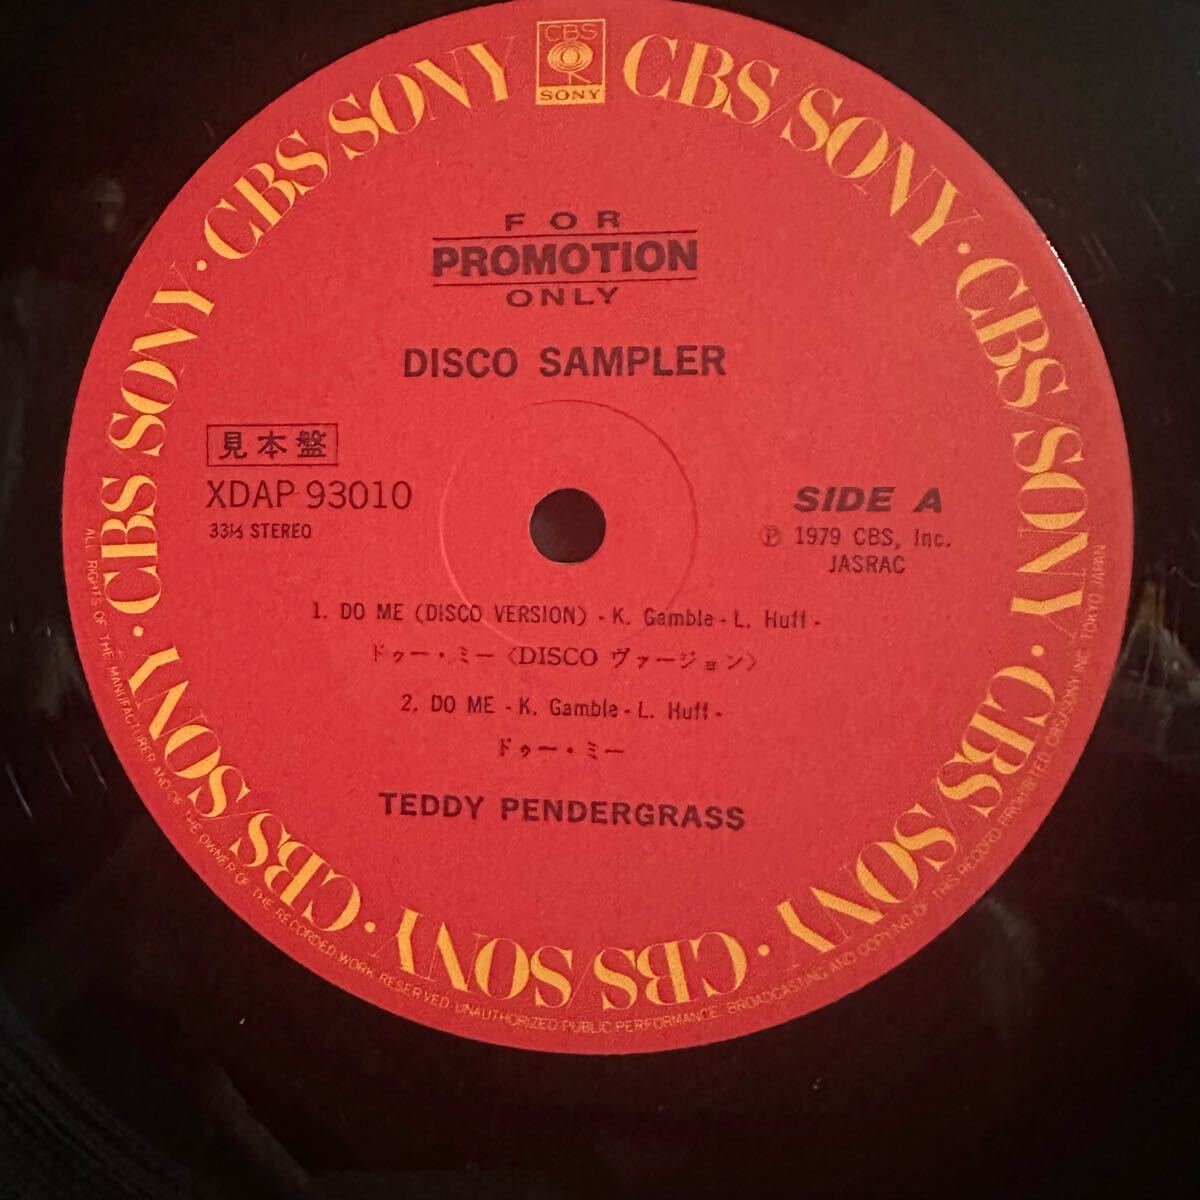 CBS
SONY
CBS/SONY · CBS/SONY · CBS/SONY · CBS/SONY · CBS/SONY · CBS/SONY · CBS/SONY · CBS/SONY
FOR
PROMOTION
ONLY
DISCO SAMPLER
見本盤
XDAP 93010
33⅓ STEREO
SIDE A
℗ 1979 CBS, Inc.
JASRAC
1. DO ME (DISCO VERSION) - K. Gamble - L. Huff -
ドゥー・ミー〈DISCO ヴァージョン〉
2. DO ME - K. Gamble - L. Huff -
ドゥー・ミー
TEDDY PENDERGRASS
ALL RIGHTS OF THE MANUFACTURER AND OF THE OWNER OF THE RECORDED WORK RESERVED · UNAUTHORIZED PUBLIC PERFORMANCE, BROADCASTING AND COPYING OF THIS RECORD PROHIBITED CBS/SONY INC. TOKYO JAPAN